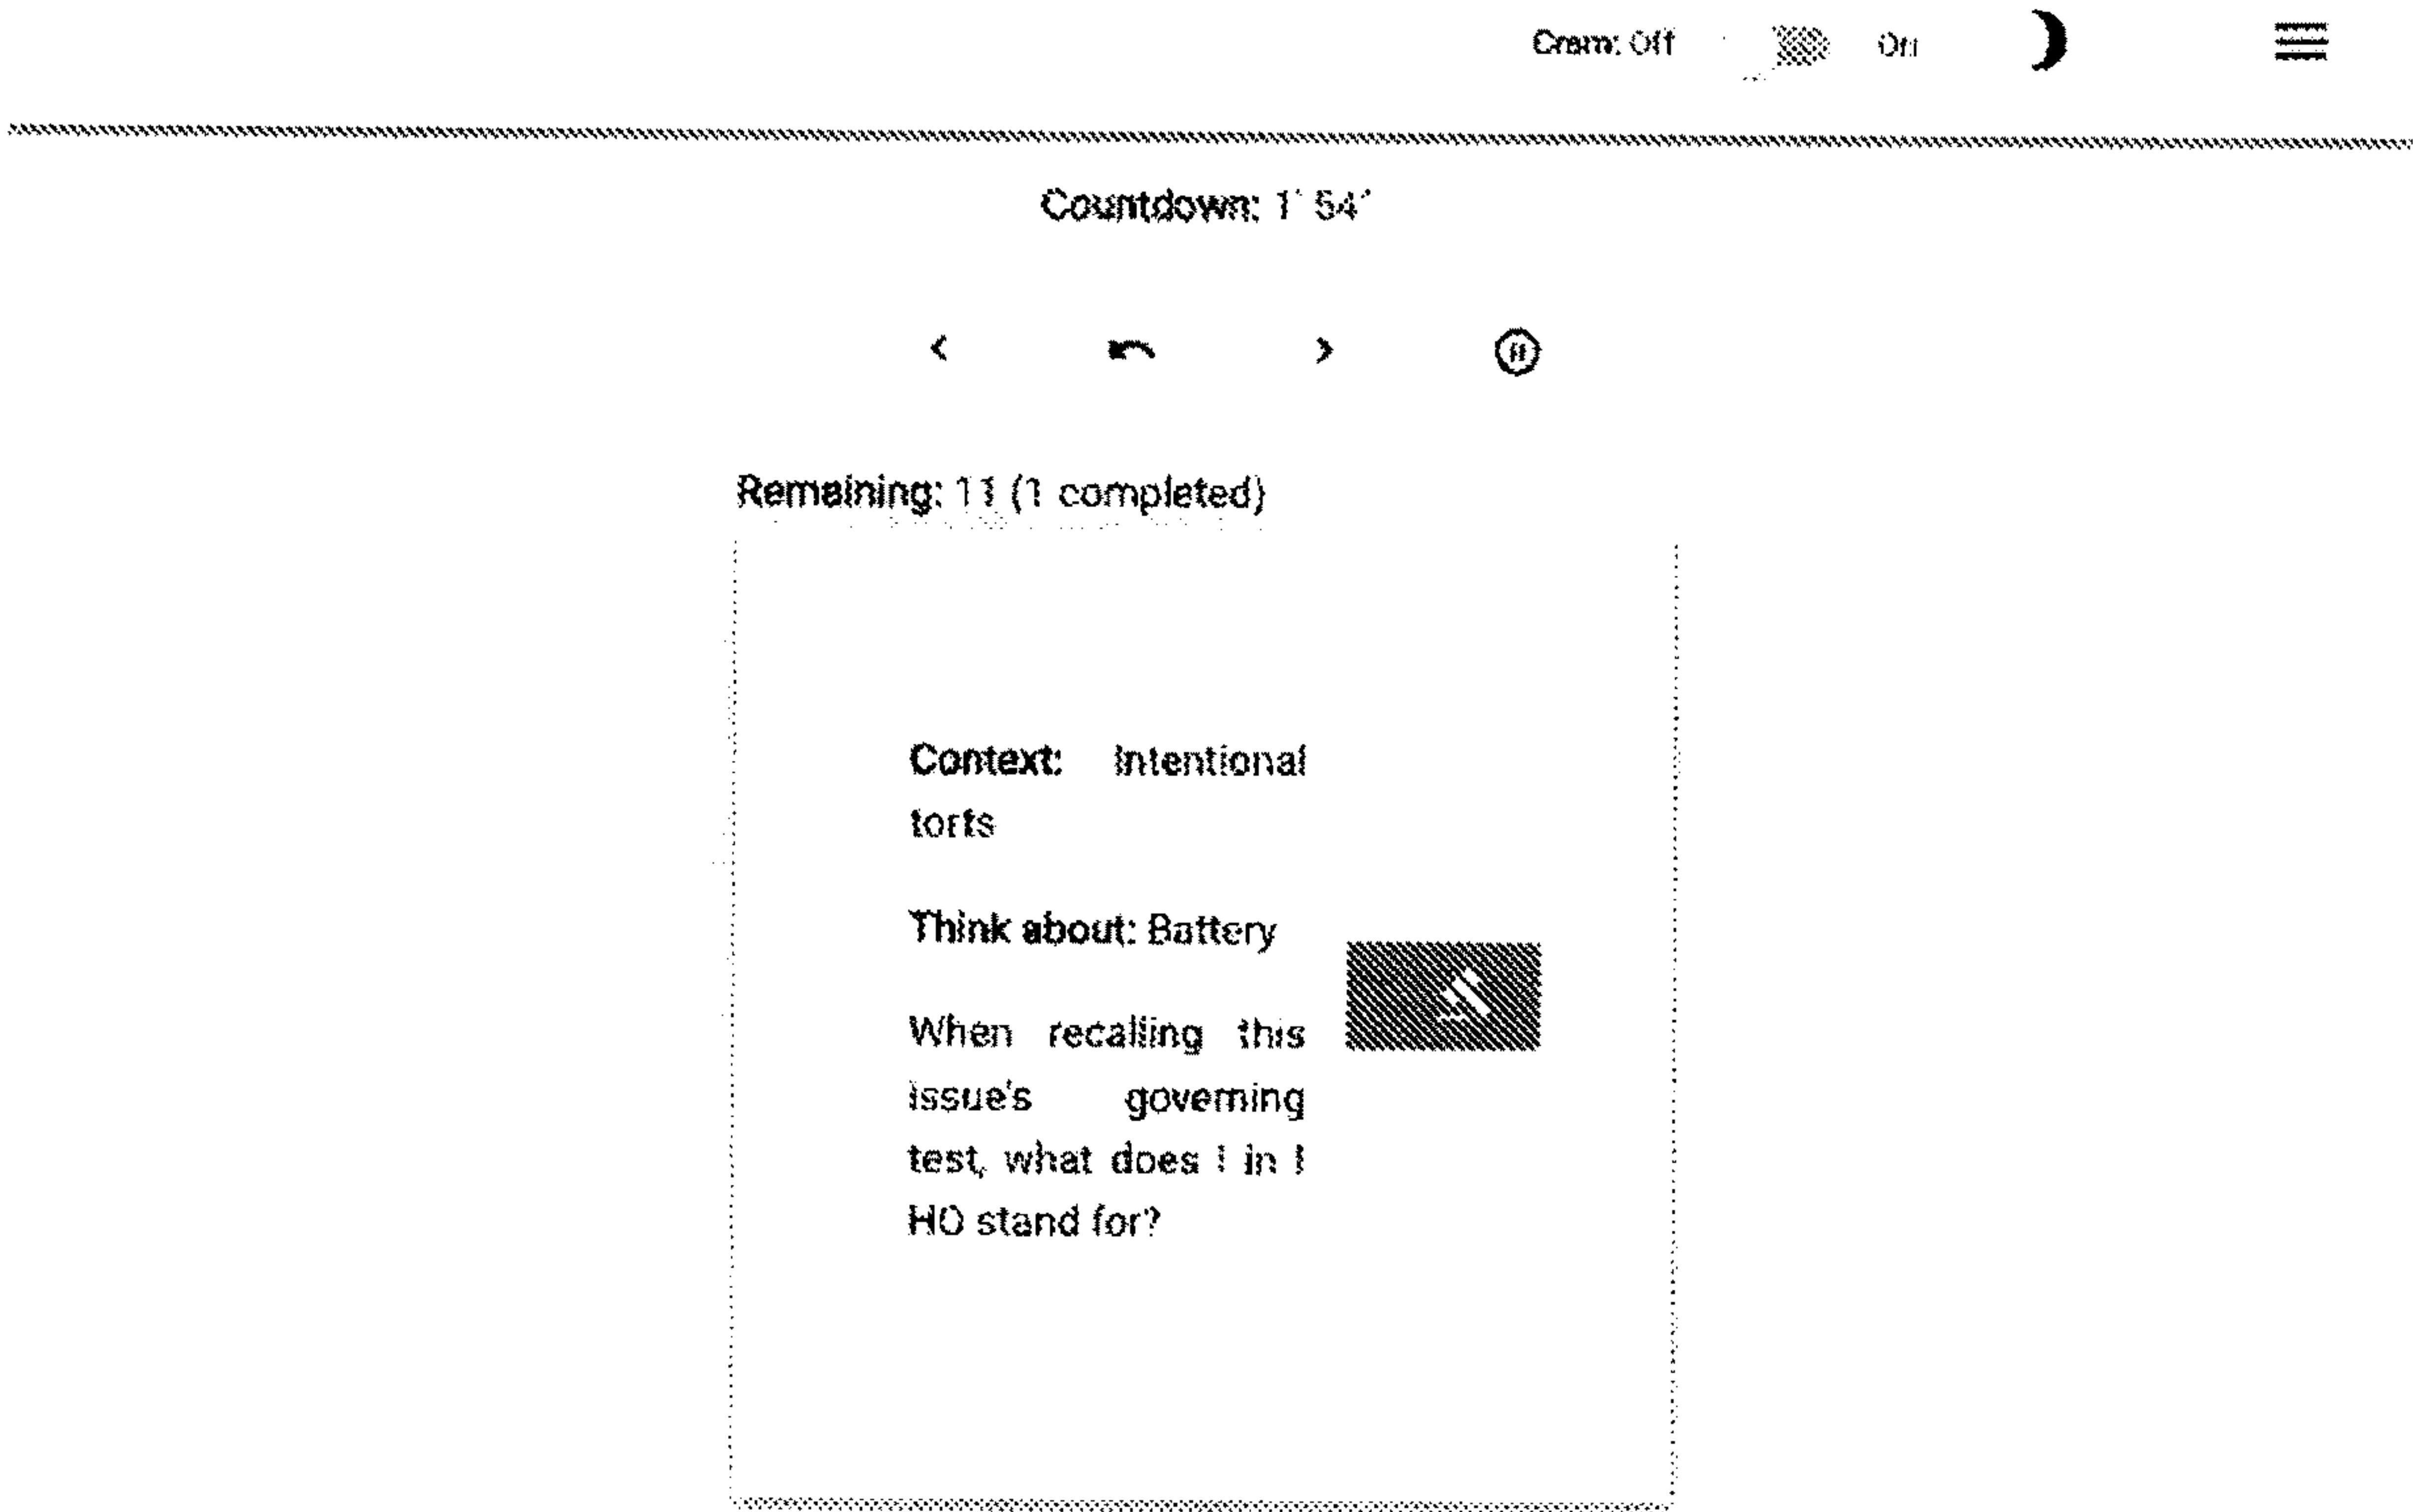 Cram: Off On
Countdown: 1' 54"
Remaining: 11 (1 completed)
Context: Intentional
torts
Think about: Battery
When recalling this
issue's governing
test, what does I in I
HO stand for?